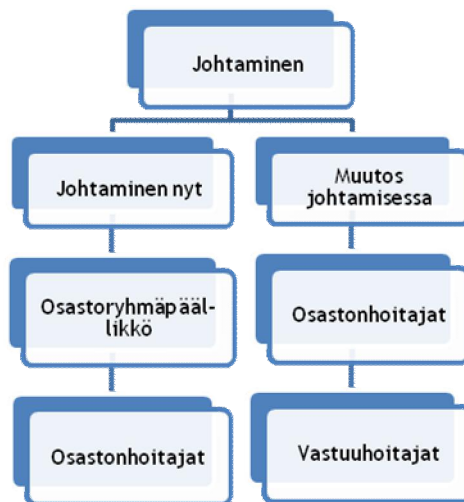 Johtaminen
Johtaminen nyt
Muutos
johtamisessa
Osastoryhmäpääl-
likkö
Osastonhoitajat
Osastonhoitajat
Vastuuhoitajat